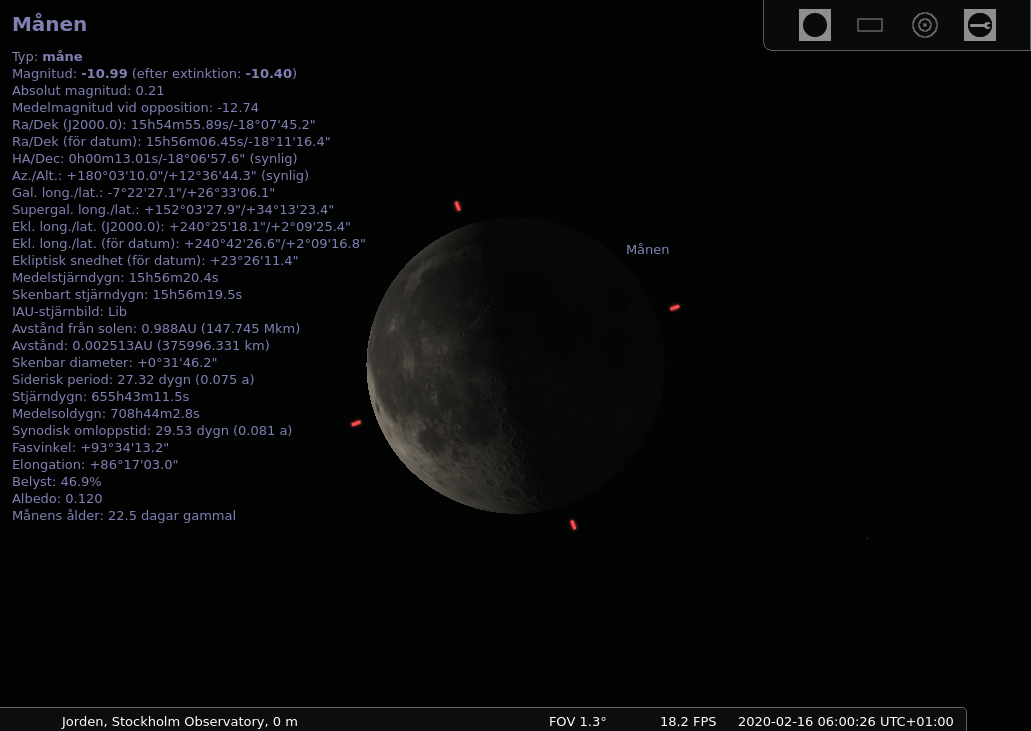 Månen
Typ: måne
Magnitud: -10.99 (efter extinktion: -10.40)
Absolut magnitud: 0.21
Medelmagnitud vid opposition: -12.74
Ra/Dek (J2000.0): 15h54m55.89s/-18°07'45.2"
Ra/Dek (för datum): 15h56m06.45s/-18°11'16.4"
HA/Dec: 0h00m13.01s/-18°06'57.6" (synlig)
Az./Alt.: +180°03'10.0"/+12°36'44.3" (synlig)
Gal. long./lat.: -7°22'27.1"/+26°33'06.1"
Supergal. long./lat.: +152°03'27.9"/+34°13'23.4"
Ekl. long./lat. (J2000.0): +240°25'18.1"/+2°09'25.4"
Ekl. long./lat. (för datum): +240°42'26.6"/+2°09'16.8"
Ekliptisk snedhet (för datum): +23°26'11.4"
Medelstjärndygn: 15h56m20.4s
Skenbart stjärndygn: 15h56m19.5s
IAU-stjärnbild: Lib
Avstånd från solen: 0.988AU (147.745 Mkm)
Avstånd: 0.002513AU (375996.331 km)
Skenbar diameter: +0°31'46.2"
Siderisk period: 27.32 dygn (0.075 a)
Stjärndygn: 655h43m11.5s
Medelsoldygn: 708h44m2.8s
Synodisk omloppstid: 29.53 dygn (0.081 a)
Fasvinkel: +93°34'13.2"
Elongation: +86°17'03.0"
Belyst: 46.9%
Albedo: 0.120
Månens ålder: 22.5 dagar gammal
Månen
Jorden, Stockholm Observatory, 0 m FOV 1.3° 18.2 FPS 2020-02-16 06:00:26 UTC+01:00